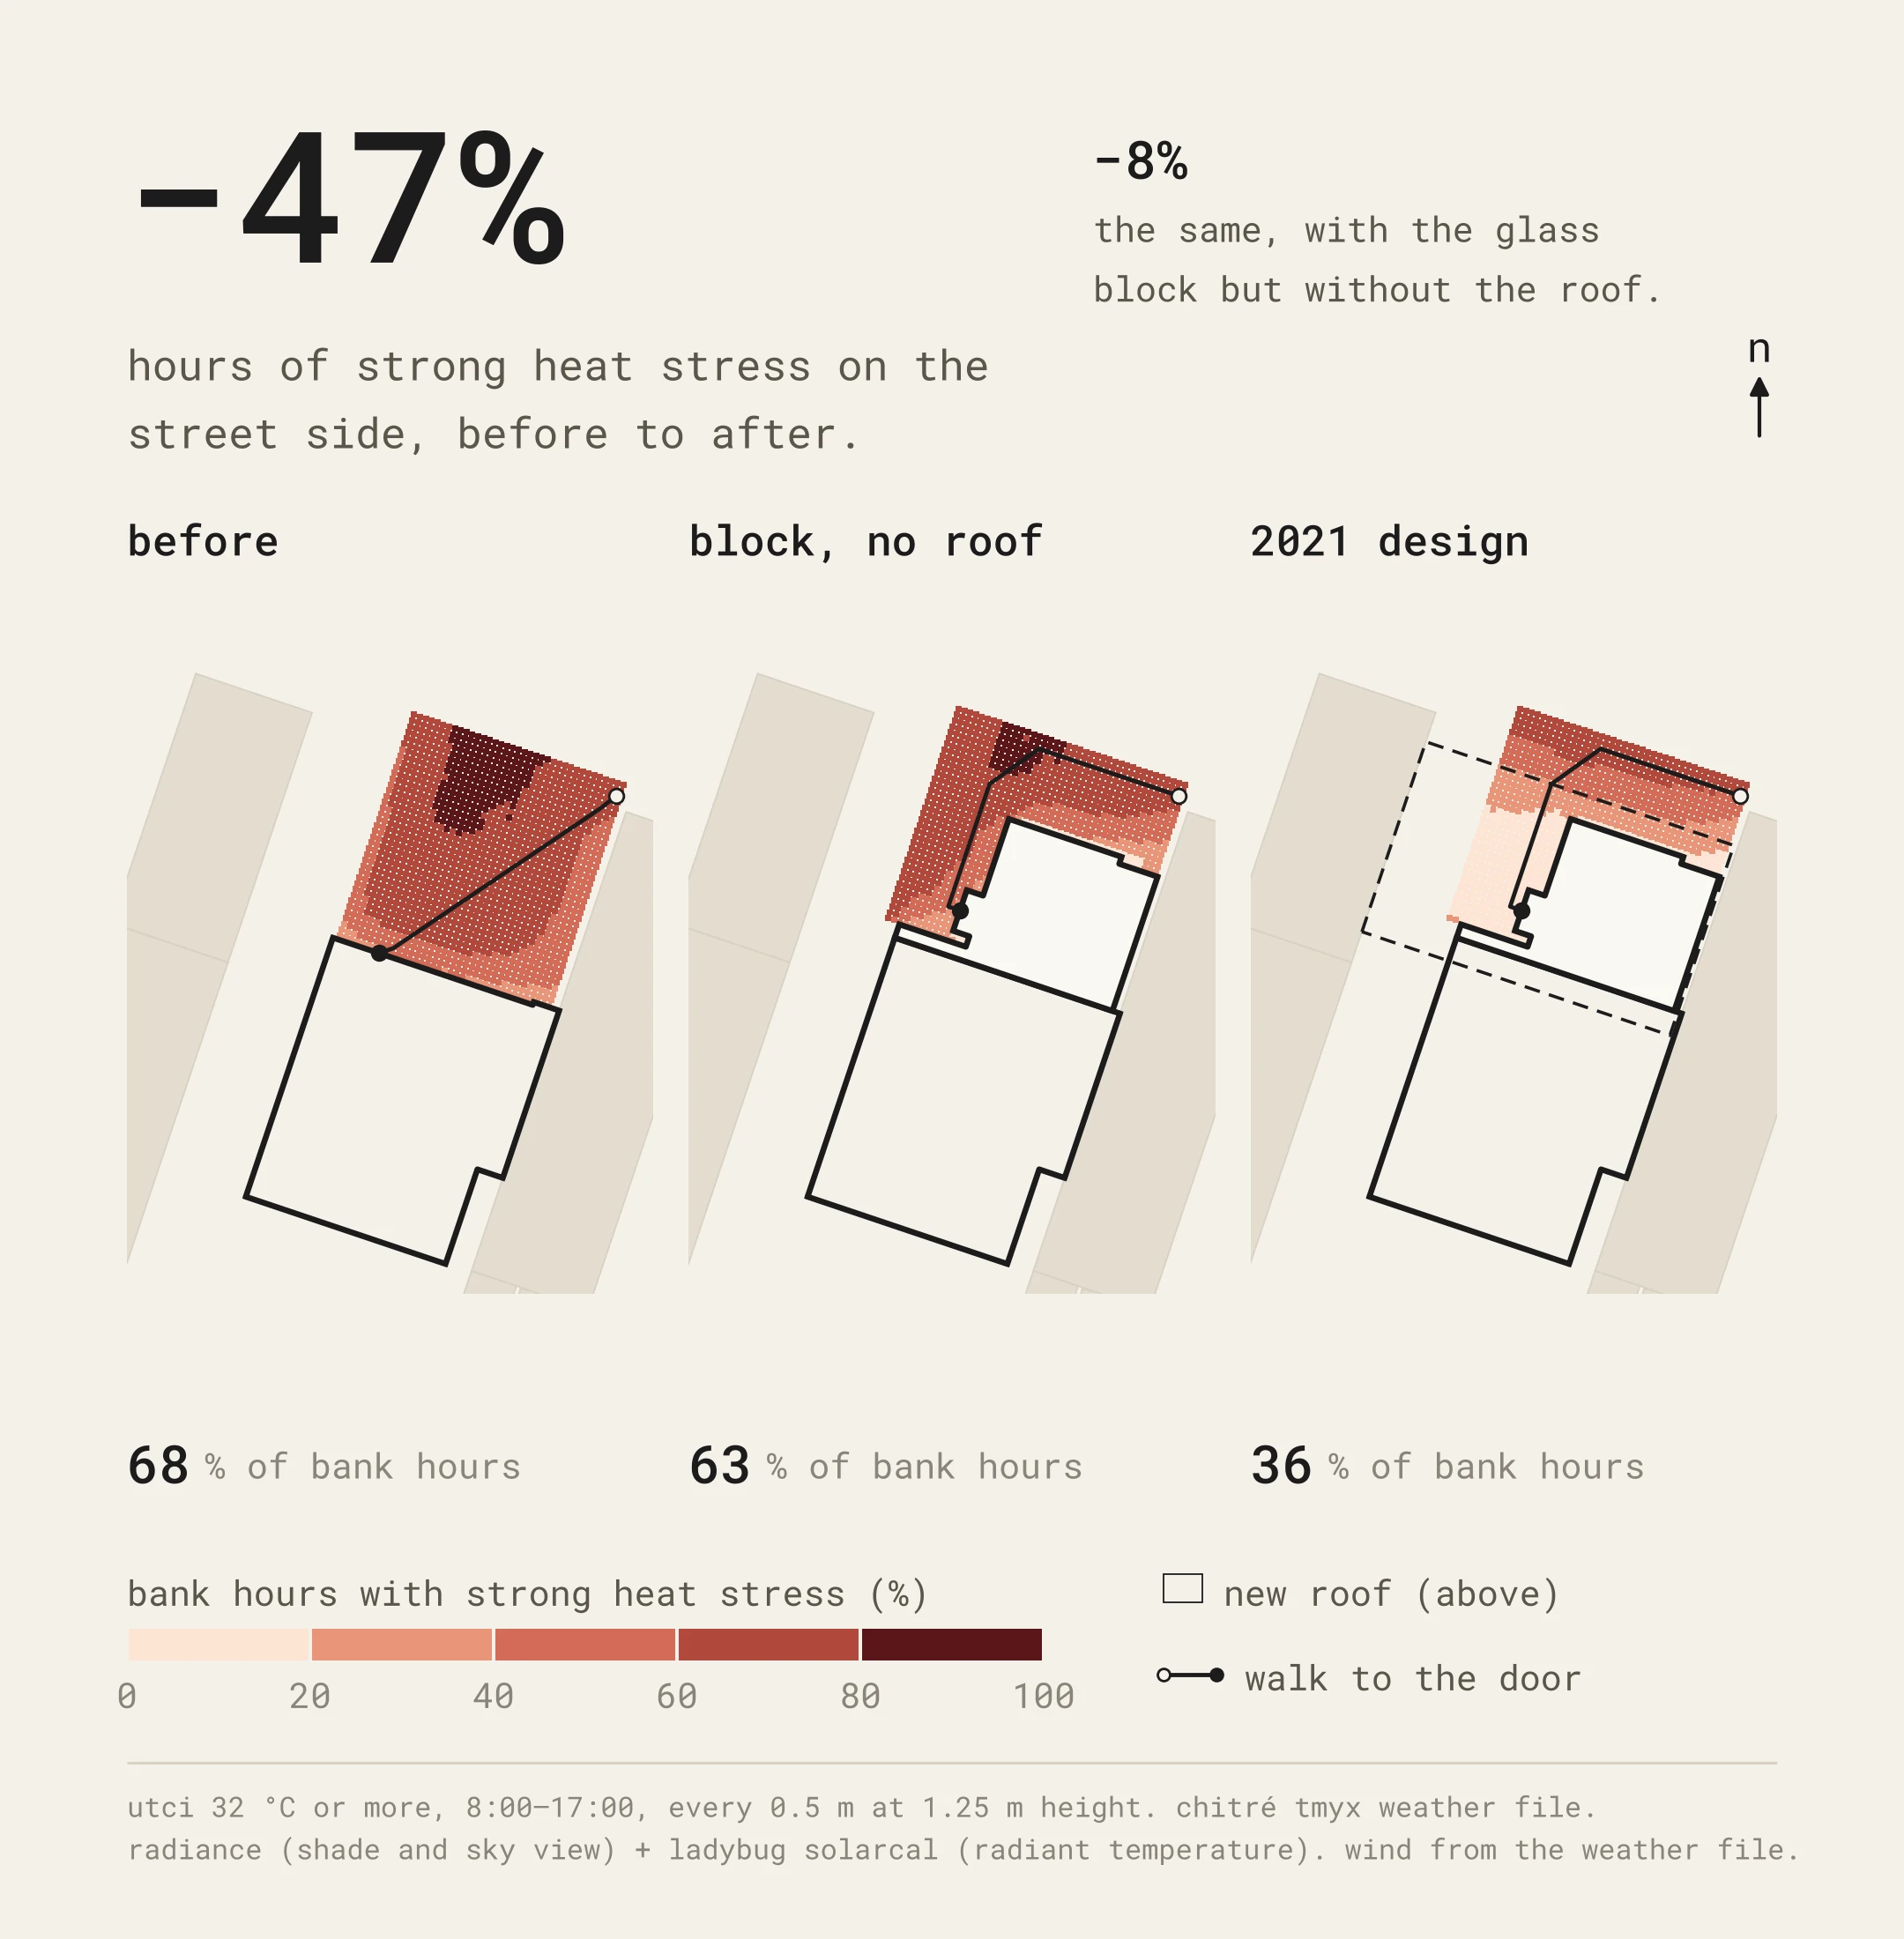 −47%
hours of strong heat stress on the
street side, before to after.
−8%
the same, with the glass
block but without the roof.
n
before
block, no roof
2021 design
68 % of bank hours
63 % of bank hours
36 % of bank hours
bank hours with strong heat stress (%)
0 20 40 60 80 100
new roof (above)
walk to the door
utci 32 °C or more, 8:00–17:00, every 0.5 m at 1.25 m height. chitré tmyx weather file.
radiance (shade and sky view) + ladybug solarcal (radiant temperature). wind from the weather file.